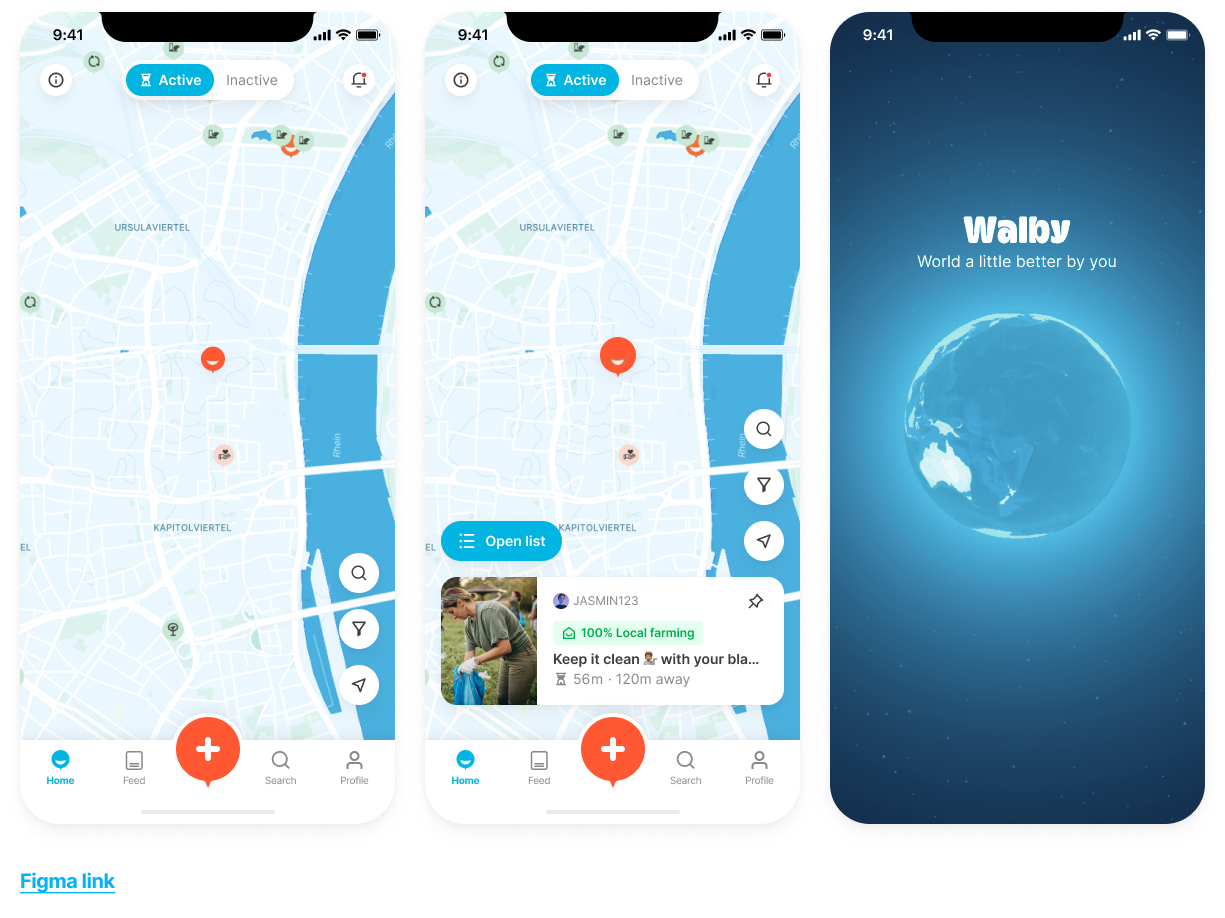 9:41
Active
Inactive
Rhein
URSULAVIERTEL
Rhein
KAPITOLVIERTEL
EL
Home
Feed
Search
Profile
9:41
Active
Inactive
URSULAVIERTEL
Rhein
KAPITOLVIERTEL
EL
Open list
JASMIN123
100% Local farming
Keep it clean 💁🏽‍♂️ with your bla...
56m · 120m away
Home
Feed
Search
Profile
9:41
Walby
World a little better by you
Figma link